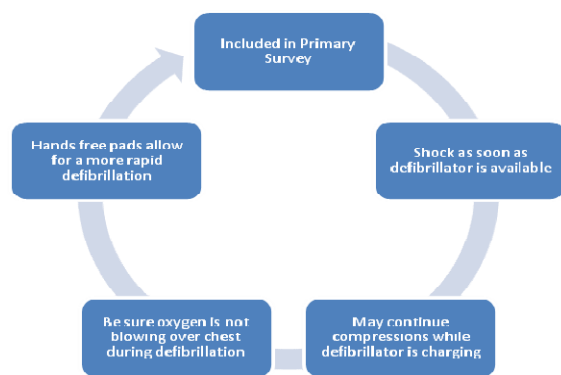 Included in Primary
Survey
Shock as soon as
defibrillator is available
May continue
compressions while
defibrillator is charging
Be sure oxygen is not
blowing over chest
during defibrillation
Hands free pads allow
for a more rapid
defibrillation